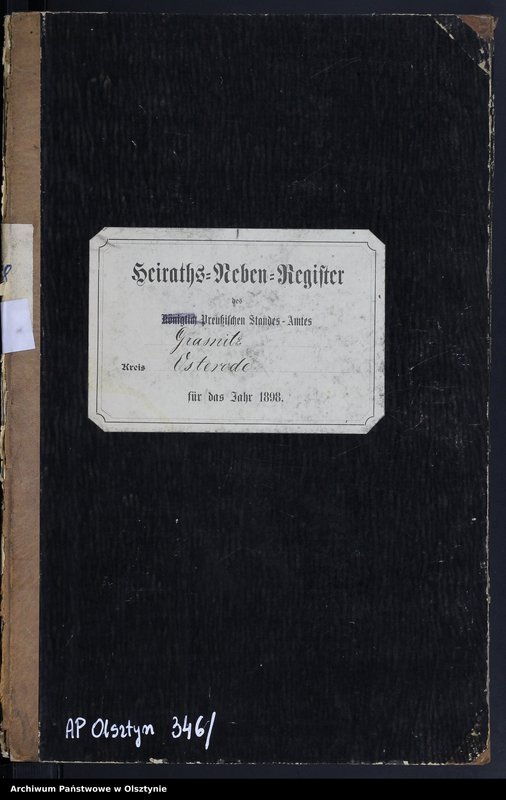 Heiraths-Neben-Register
des
Königlich Preußischen Standes-Amtes
Grasnitz
Kreis Osterode
für das Jahr 1898.
8
AP Olsztyn 346/
Archiwum Państwowe w Olsztynie